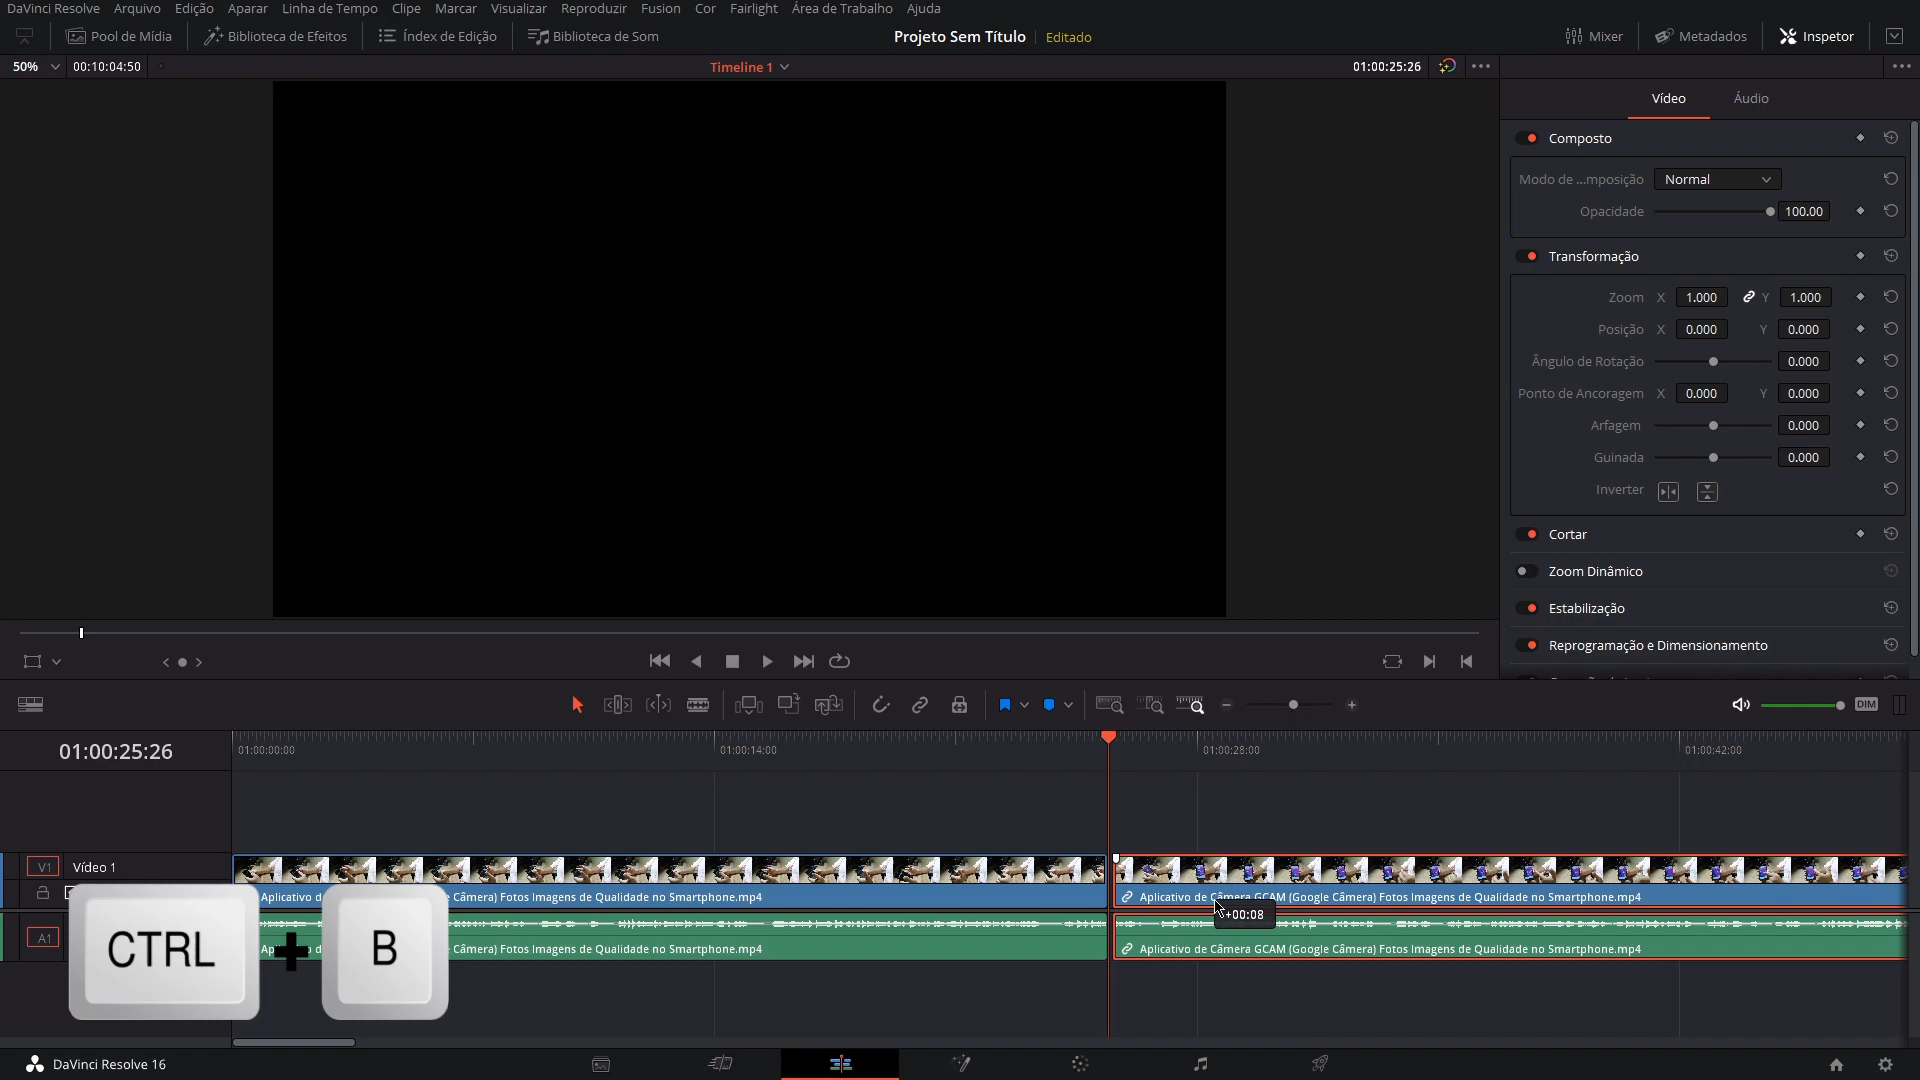 DaVinci Resolve Arquivo Edição Aparar Linha de Tempo Clipe Marcar Visualizar Reproduzir Fusion Cor Fairlight Área de Trabalho Ajuda
Pool de Mídia Biblioteca de Efeitos Índice de Edição Biblioteca de Som Projeto Sem Título Editado Mixer Metadados Inspetor
50% 00:10:04:50 Timeline 1 01:00:25:26
Vídeo Áudio
Composto
Modo de ...mposição Normal
Opacidade 100.00
Transformação
Zoom X 1.000 Y 1.000
Posição X 0.000 Y 0.000
Ângulo de Rotação 0.000
Ponto de Ancoragem X 0.000 Y 0.000
Arfagem 0.000
Guinada 0.000
Inverter
Cortar
Zoom Dinâmico
Estabilização
Reprogramação e Dimensionamento
DIM
01:00:25:26 01:00:00:00 01:00:14:00 01:00:28:00 01:00:42:00
V1 Vídeo 1
Aplicativo d Câmera) Fotos Imagens de Qualidade no Smartphone.mp4 Aplicativo de Câmera GCAM (Google Câmera) Fotos Imagens de Qualidade no Smartphone.mp4
+00:08
A1
Ap d Câmera) Fotos Imagens de Qualidade no Smartphone.mp4 Aplicativo de Câmera GCAM (Google Câmera) Fotos Imagens de Qualidade no Smartphone.mp4
CTRL + B
DaVinci Resolve 16